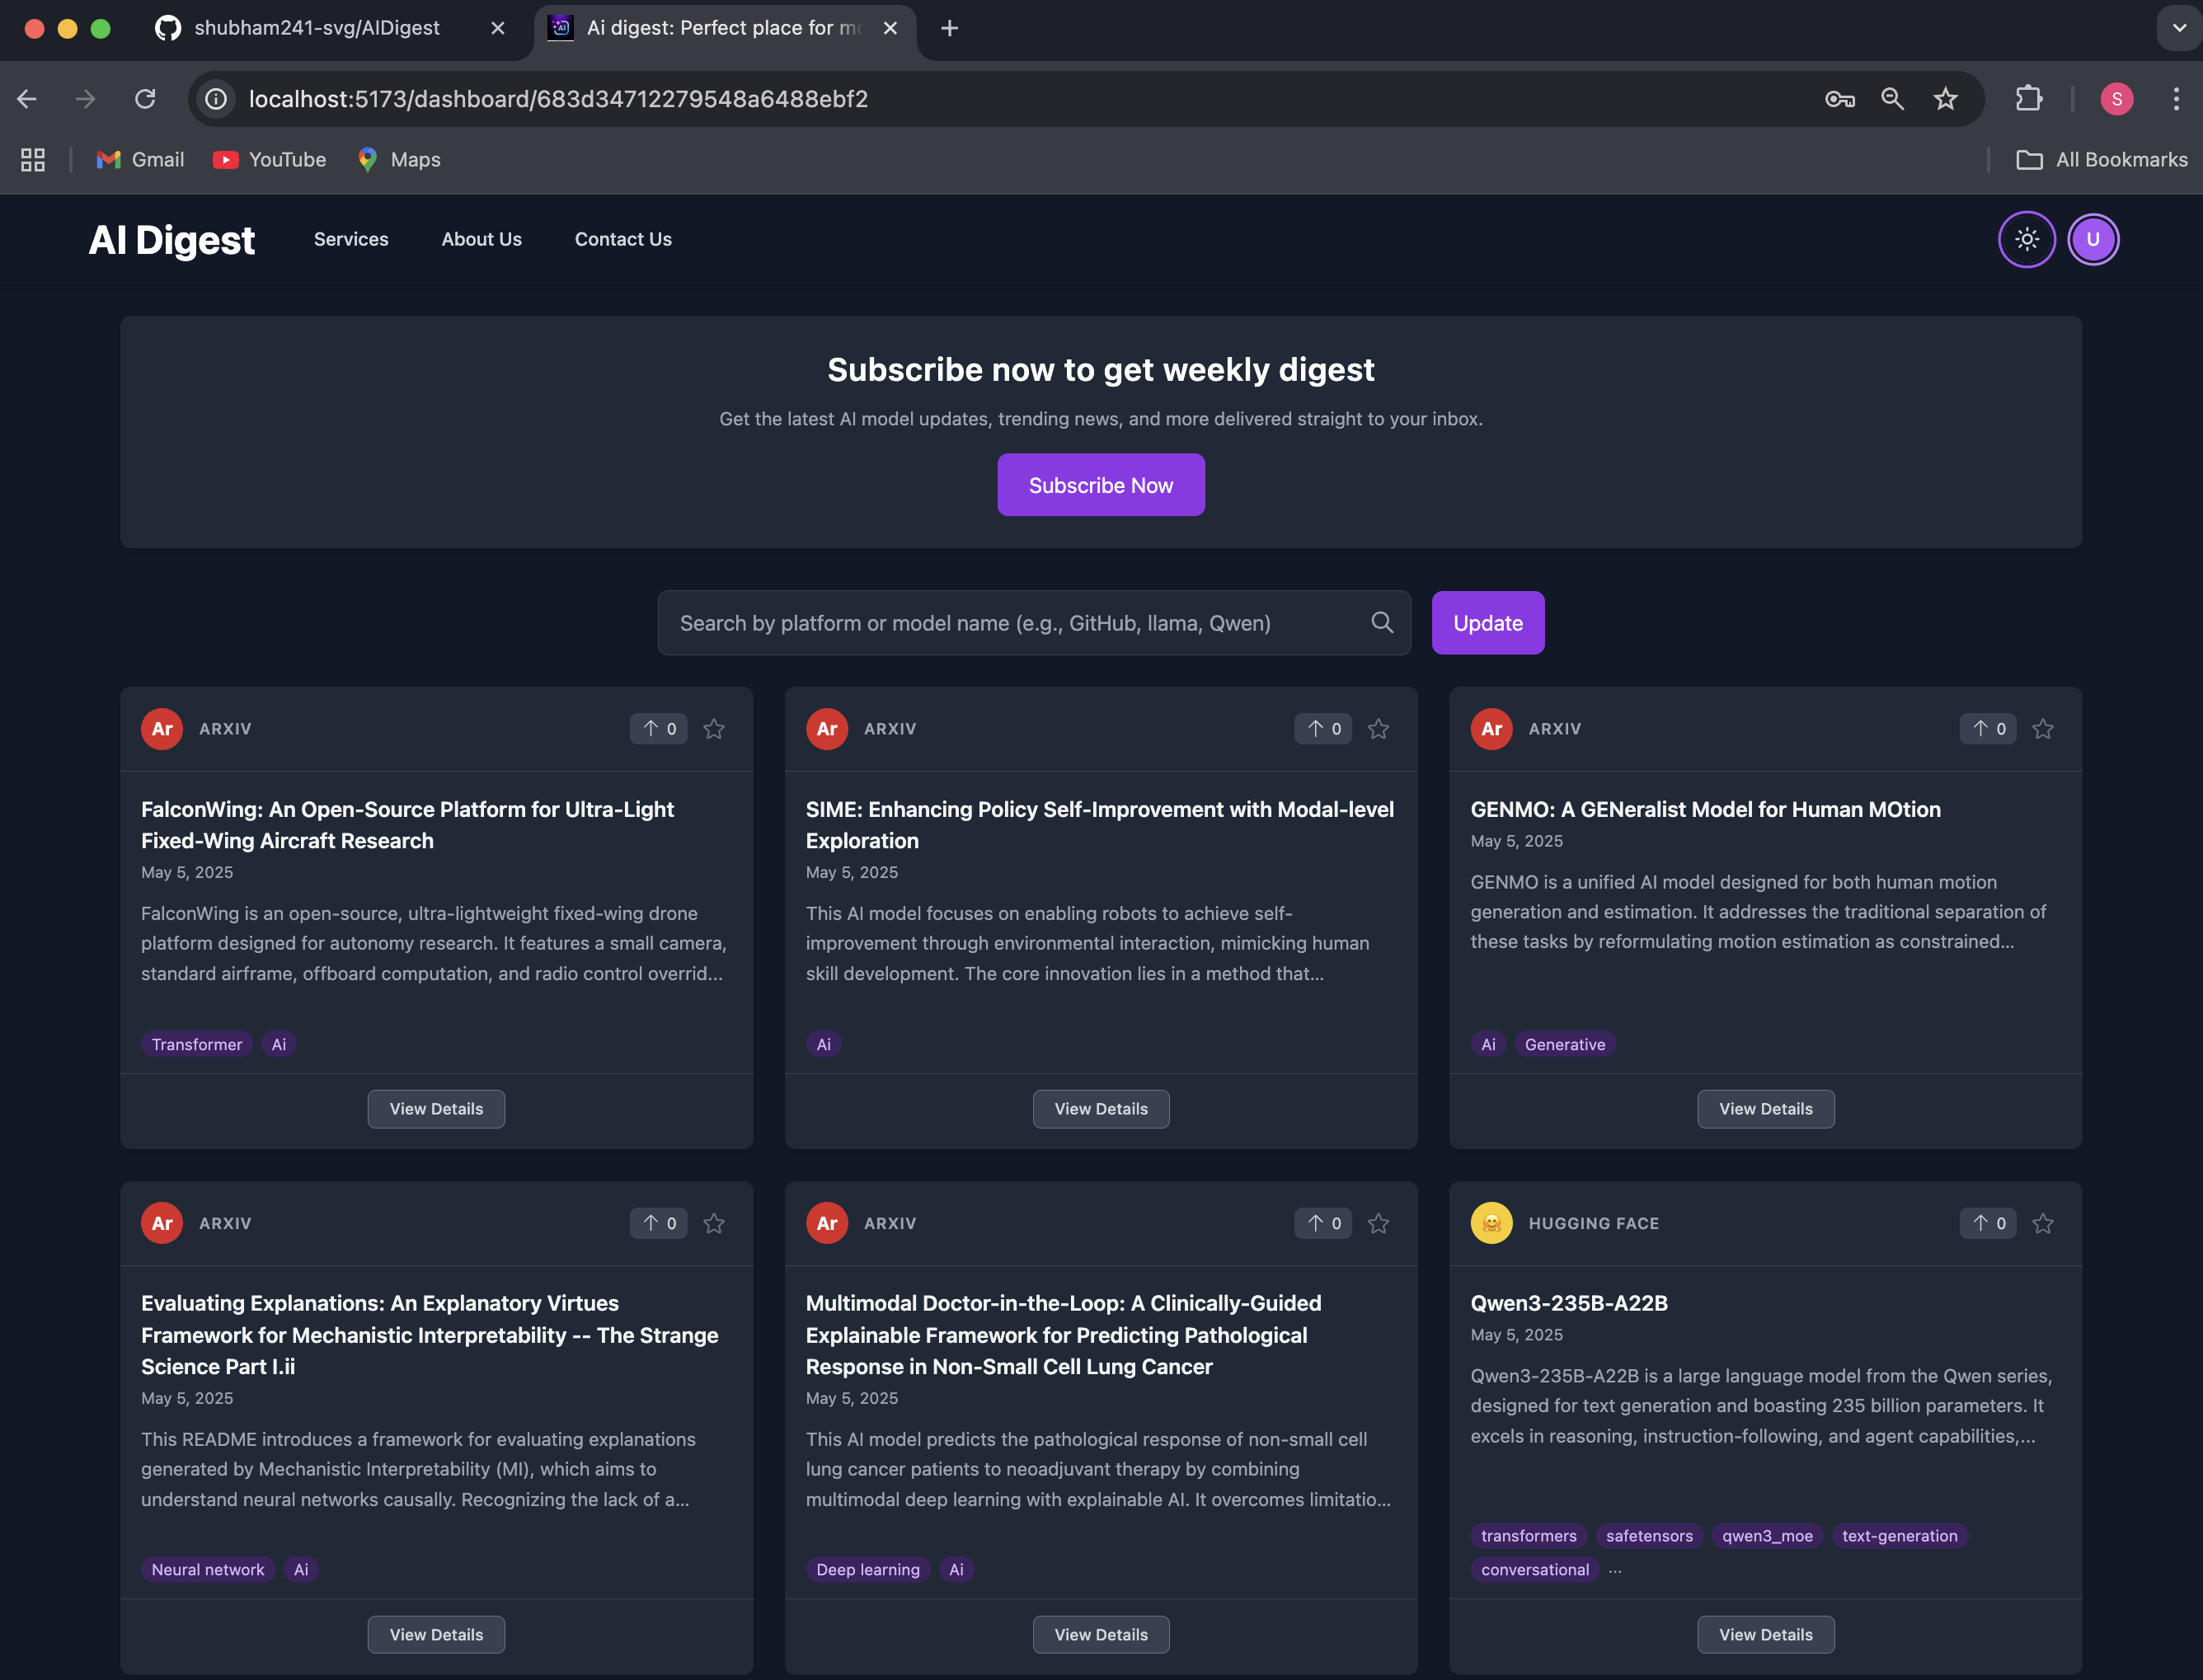 shubham241-svg/AIDigest
Ai digest: Perfect place for mo
localhost:5173/dashboard/683d34712279548a6488ebf2
S
Gmail
YouTube
Maps
All Bookmarks
AI Digest
Services
About Us
Contact Us
U
Subscribe now to get weekly digest
Get the latest AI model updates, trending news, and more delivered straight to your inbox.
Subscribe Now
Search by platform or model name (e.g., GitHub, llama, Qwen)
Update
Ar ARXIV 0
FalconWing: An Open-Source Platform for Ultra-Light
Fixed-Wing Aircraft Research
May 5, 2025
FalconWing is an open-source, ultra-lightweight fixed-wing drone
platform designed for autonomy research. It features a small camera,
standard airframe, offboard computation, and radio control overrid...
Transformer Ai
View Details
Ar ARXIV 0
SIME: Enhancing Policy Self-Improvement with Modal-level
Exploration
May 5, 2025
This AI model focuses on enabling robots to achieve self-
improvement through environmental interaction, mimicking human
skill development. The core innovation lies in a method that...
Ai
View Details
Ar ARXIV 0
GENMO: A GENeralist Model for Human MOtion
May 5, 2025
GENMO is a unified AI model designed for both human motion
generation and estimation. It addresses the traditional separation of
these tasks by reformulating motion estimation as constrained...
Ai Generative
View Details
Ar ARXIV 0
Evaluating Explanations: An Explanatory Virtues
Framework for Mechanistic Interpretability -- The Strange
Science Part I.ii
May 5, 2025
This README introduces a framework for evaluating explanations
generated by Mechanistic Interpretability (MI), which aims to
understand neural networks causally. Recognizing the lack of a...
Neural network Ai
View Details
Ar ARXIV 0
Multimodal Doctor-in-the-Loop: A Clinically-Guided
Explainable Framework for Predicting Pathological
Response in Non-Small Cell Lung Cancer
May 5, 2025
This AI model predicts the pathological response of non-small cell
lung cancer patients to neoadjuvant therapy by combining
multimodal deep learning with explainable AI. It overcomes limitatio...
Deep learning Ai
View Details
HUGGING FACE 0
Qwen3-235B-A22B
May 5, 2025
Qwen3-235B-A22B is a large language model from the Qwen series,
designed for text generation and boasting 235 billion parameters. It
excels in reasoning, instruction-following, and agent capabilities,...
transformers safetensors qwen3_moe text-generation
conversational ...
View Details